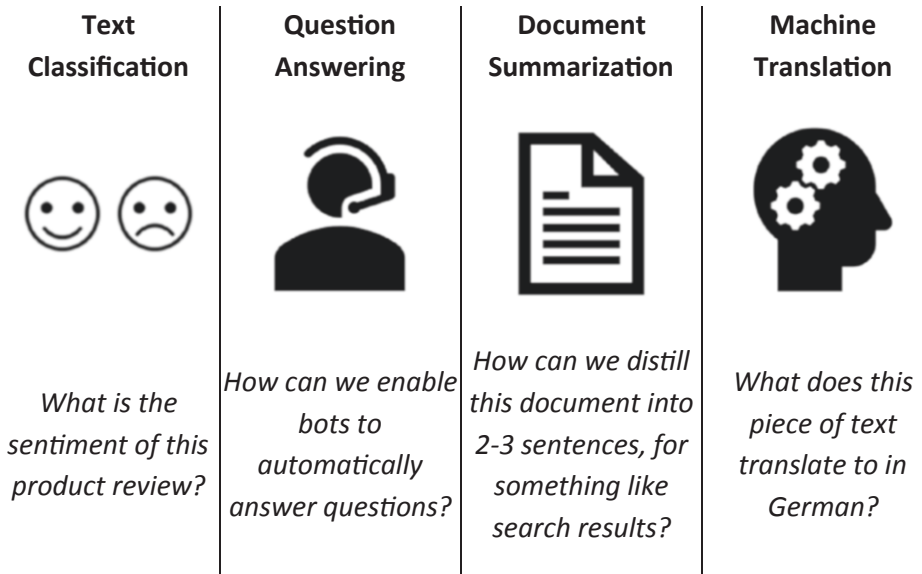 Text
Classification
What is the
sentiment of this
product review?
Question
Answering
How can we enable
bots to
automatically
answer questions?
Document
Summarization
How can we distill
this document into
2-3 sentences, for
something like
search results?
Machine
Translation
What does this
piece of text
translate to in
German?